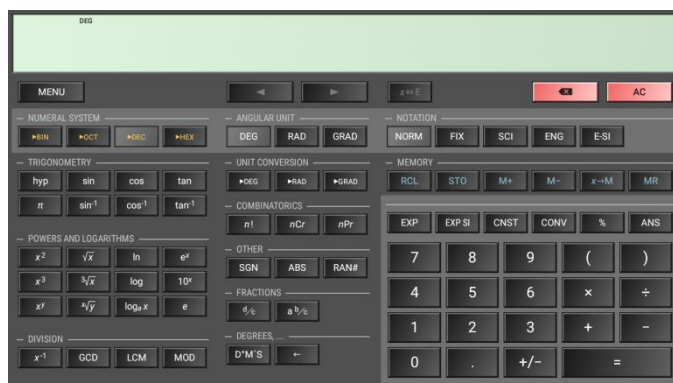 DEG
MENU ◄ ► x⇔E ⌫ AC
NUMERAL SYSTEM ANGULAR UNIT NOTATION
►BIN ►OCT ►DEC ►HEX DEG RAD GRAD NORM FIX SCI ENG E-SI
TRIGONOMETRY UNIT CONVERSION MEMORY
hyp sin cos tan ►DEG ►RAD ►GRAD RCL STO M+ M− x→M MR
π sin⁻¹ cos⁻¹ tan⁻¹ COMBINATORICS
n! nCr nPr EXP EXP SI CNST CONV % ANS
POWERS AND LOGARITHMS OTHER
x² √x ln eˣ SGN ABS RAN# 7 8 9 ( )
x³ ³√x log 10ˣ FRACTIONS 4 5 6 × ÷
xʸ ˣ√y logₐx e d/c a b/c 1 2 3 + −
DIVISION DEGREES, ...
x⁻¹ GCD LCM MOD D°M'S ← 0 . +/− =